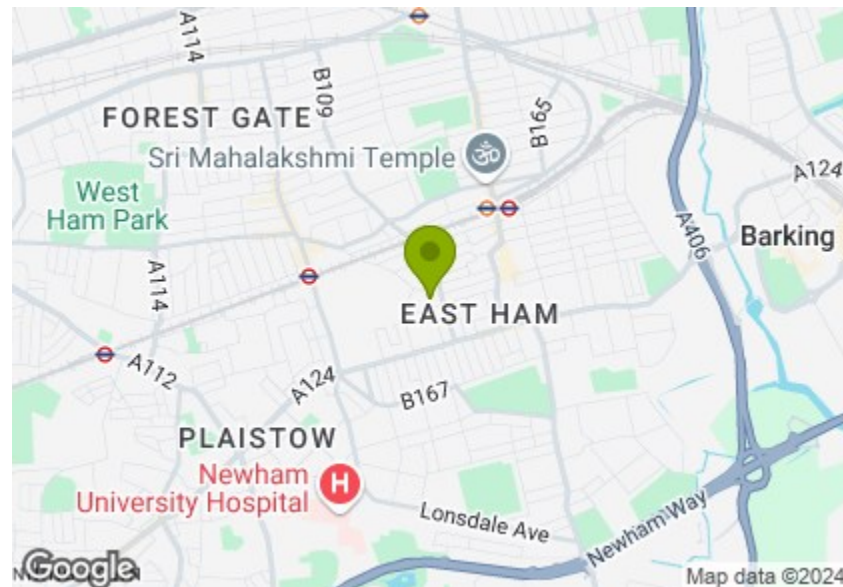 A114
B109
B165
FOREST GATE
Sri Mahalakshmi Temple
ॐ
West
Ham Park
A124
A406
Barking
A114
EAST HAM
A112
A124
B167
PLAISTOW
Newham
University Hospital
H
Lonsdale Ave
Newham Way
Google
Map data ©2024